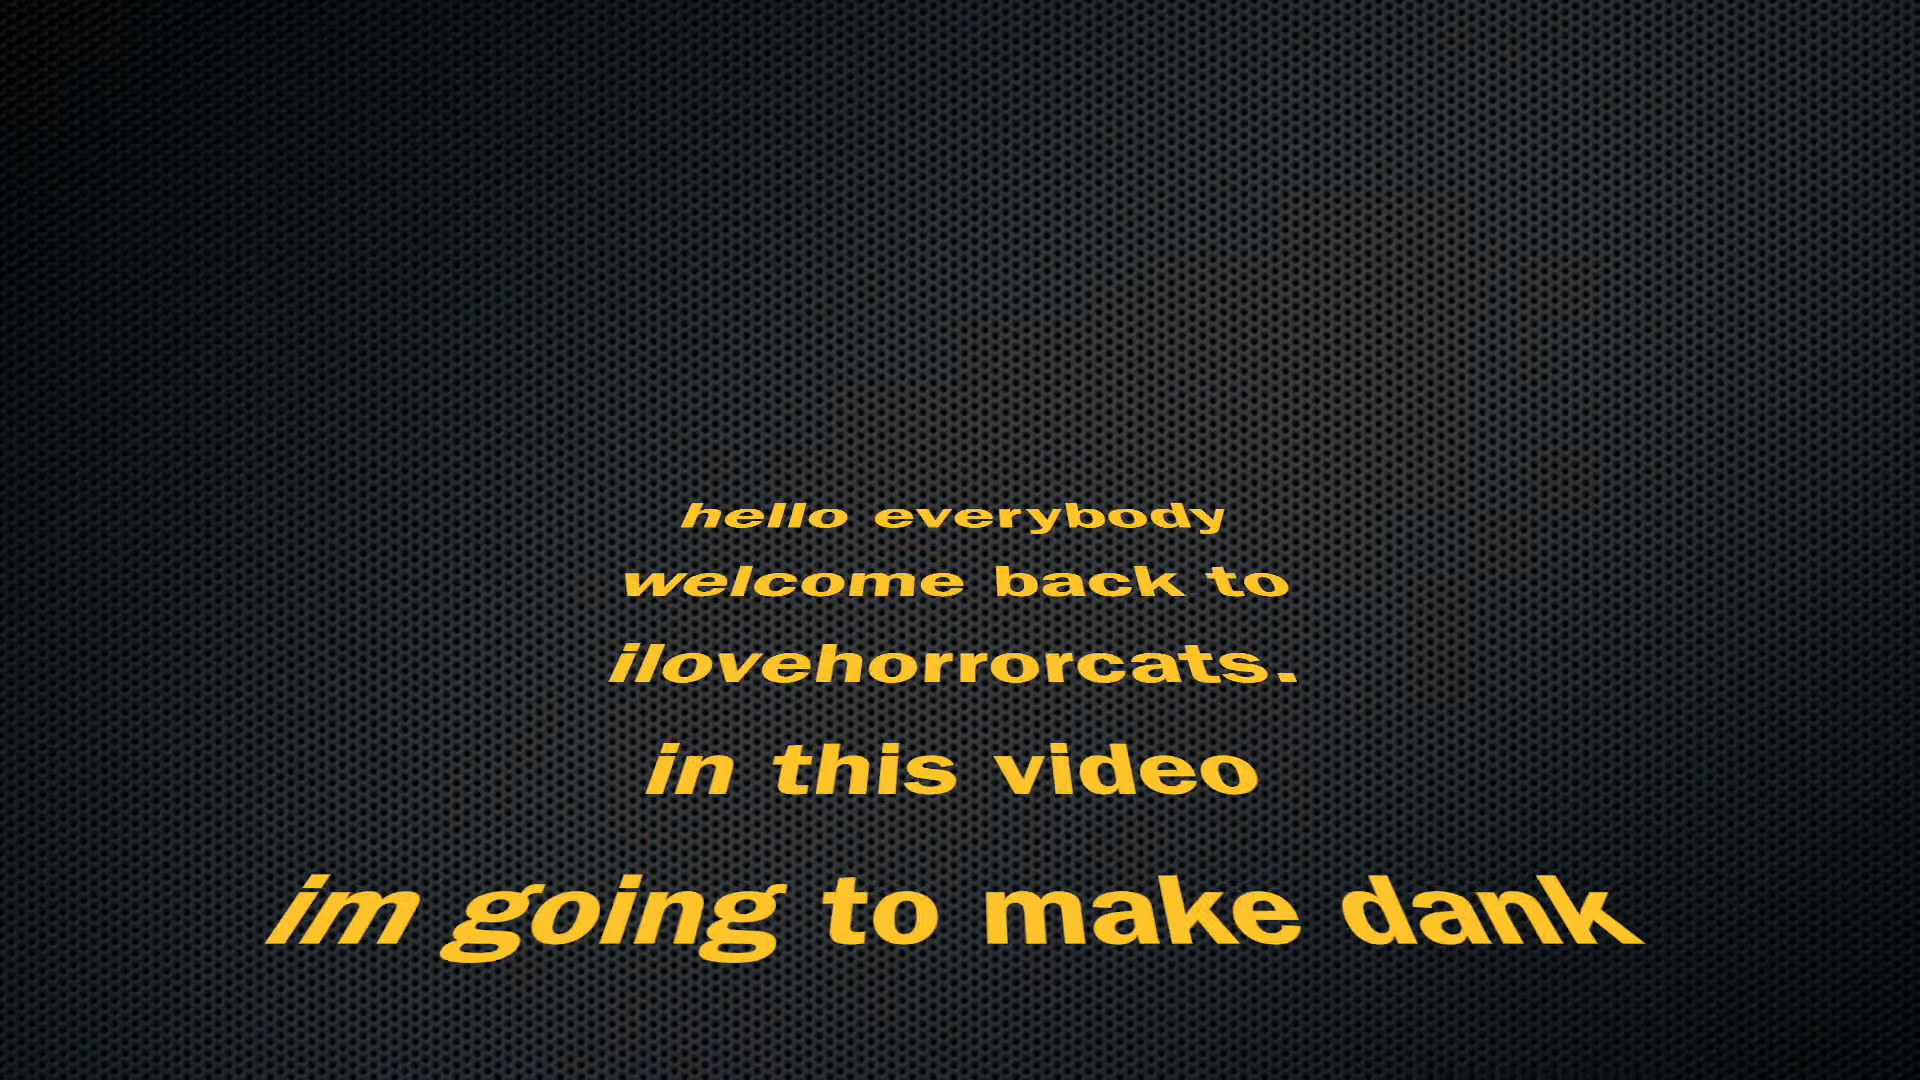 hello everybody
welcome back to
ilovehorrorcats.
in this video
im going to make dank